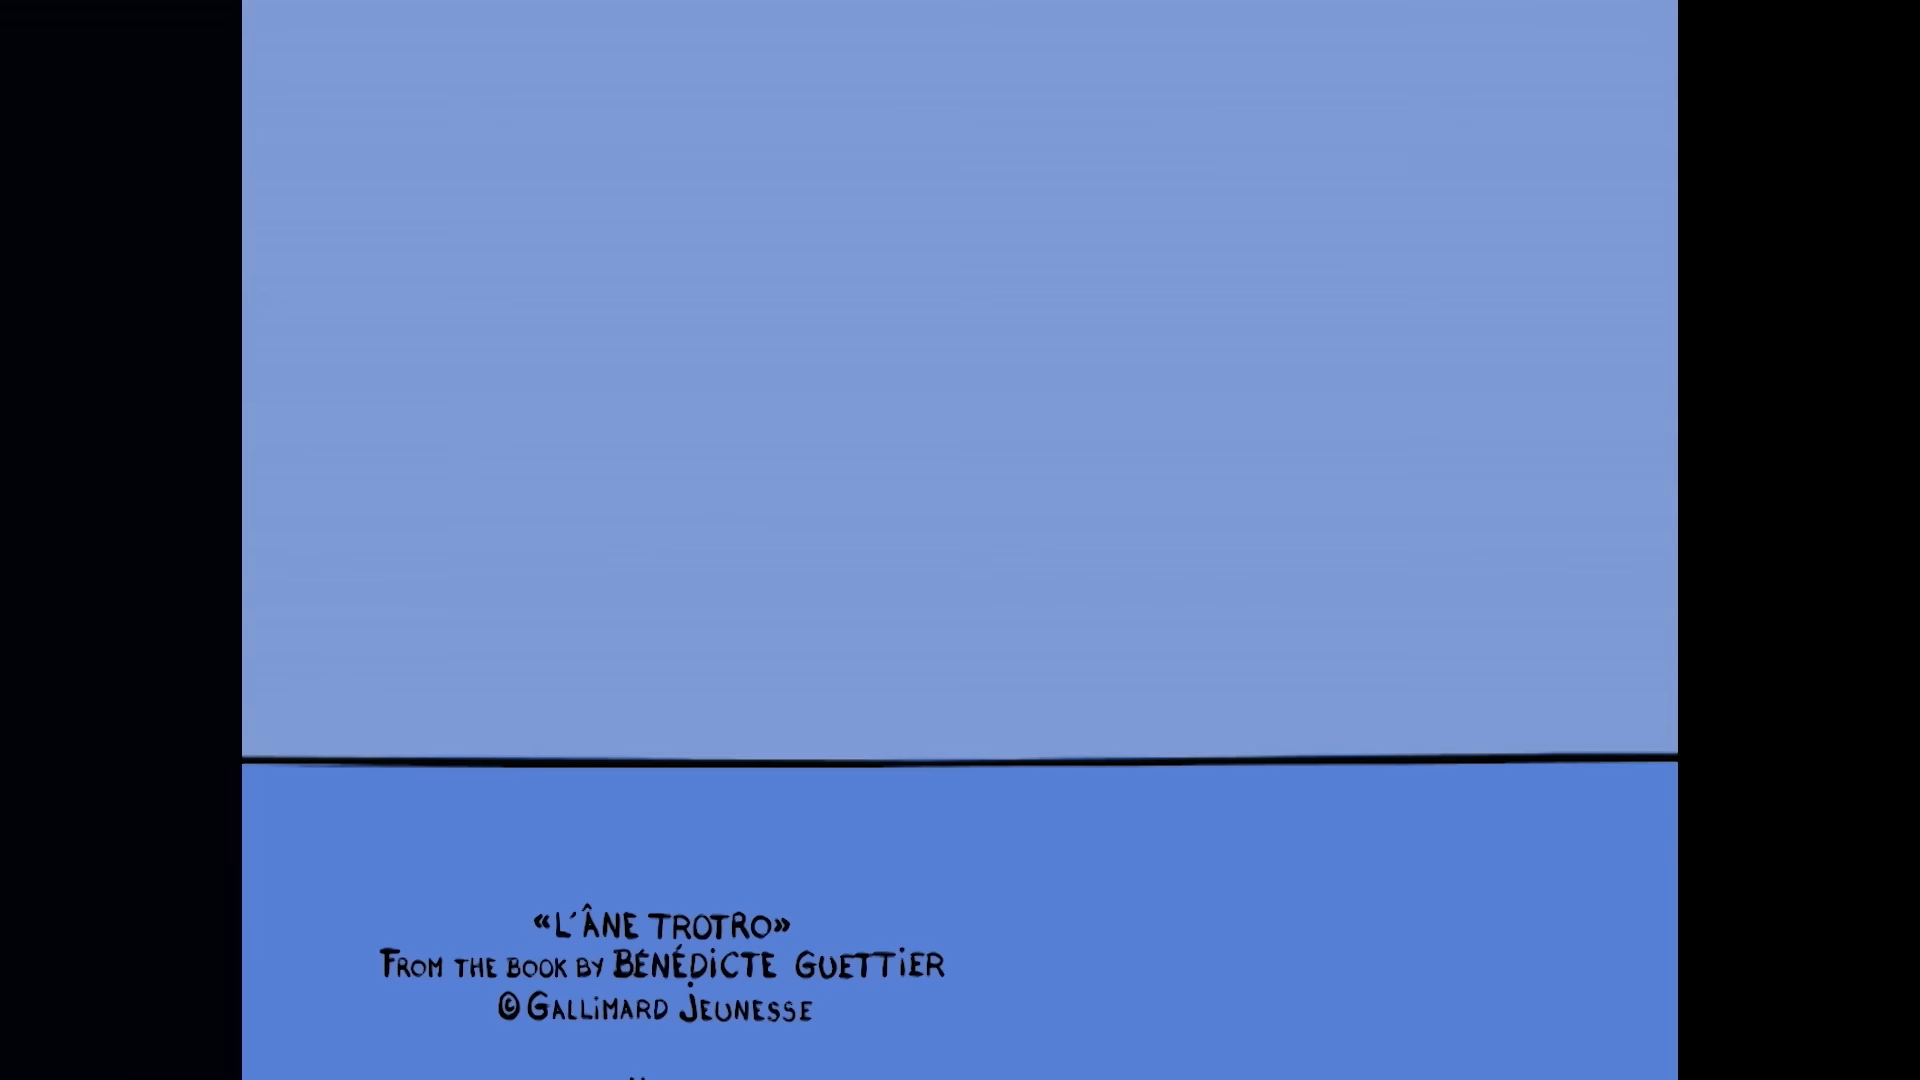 «L'ÂNE TROTRO»
FROM THE BOOK BY BÉNÉDiCTE GUETTiER
© GALLiMARD JEUNESSE